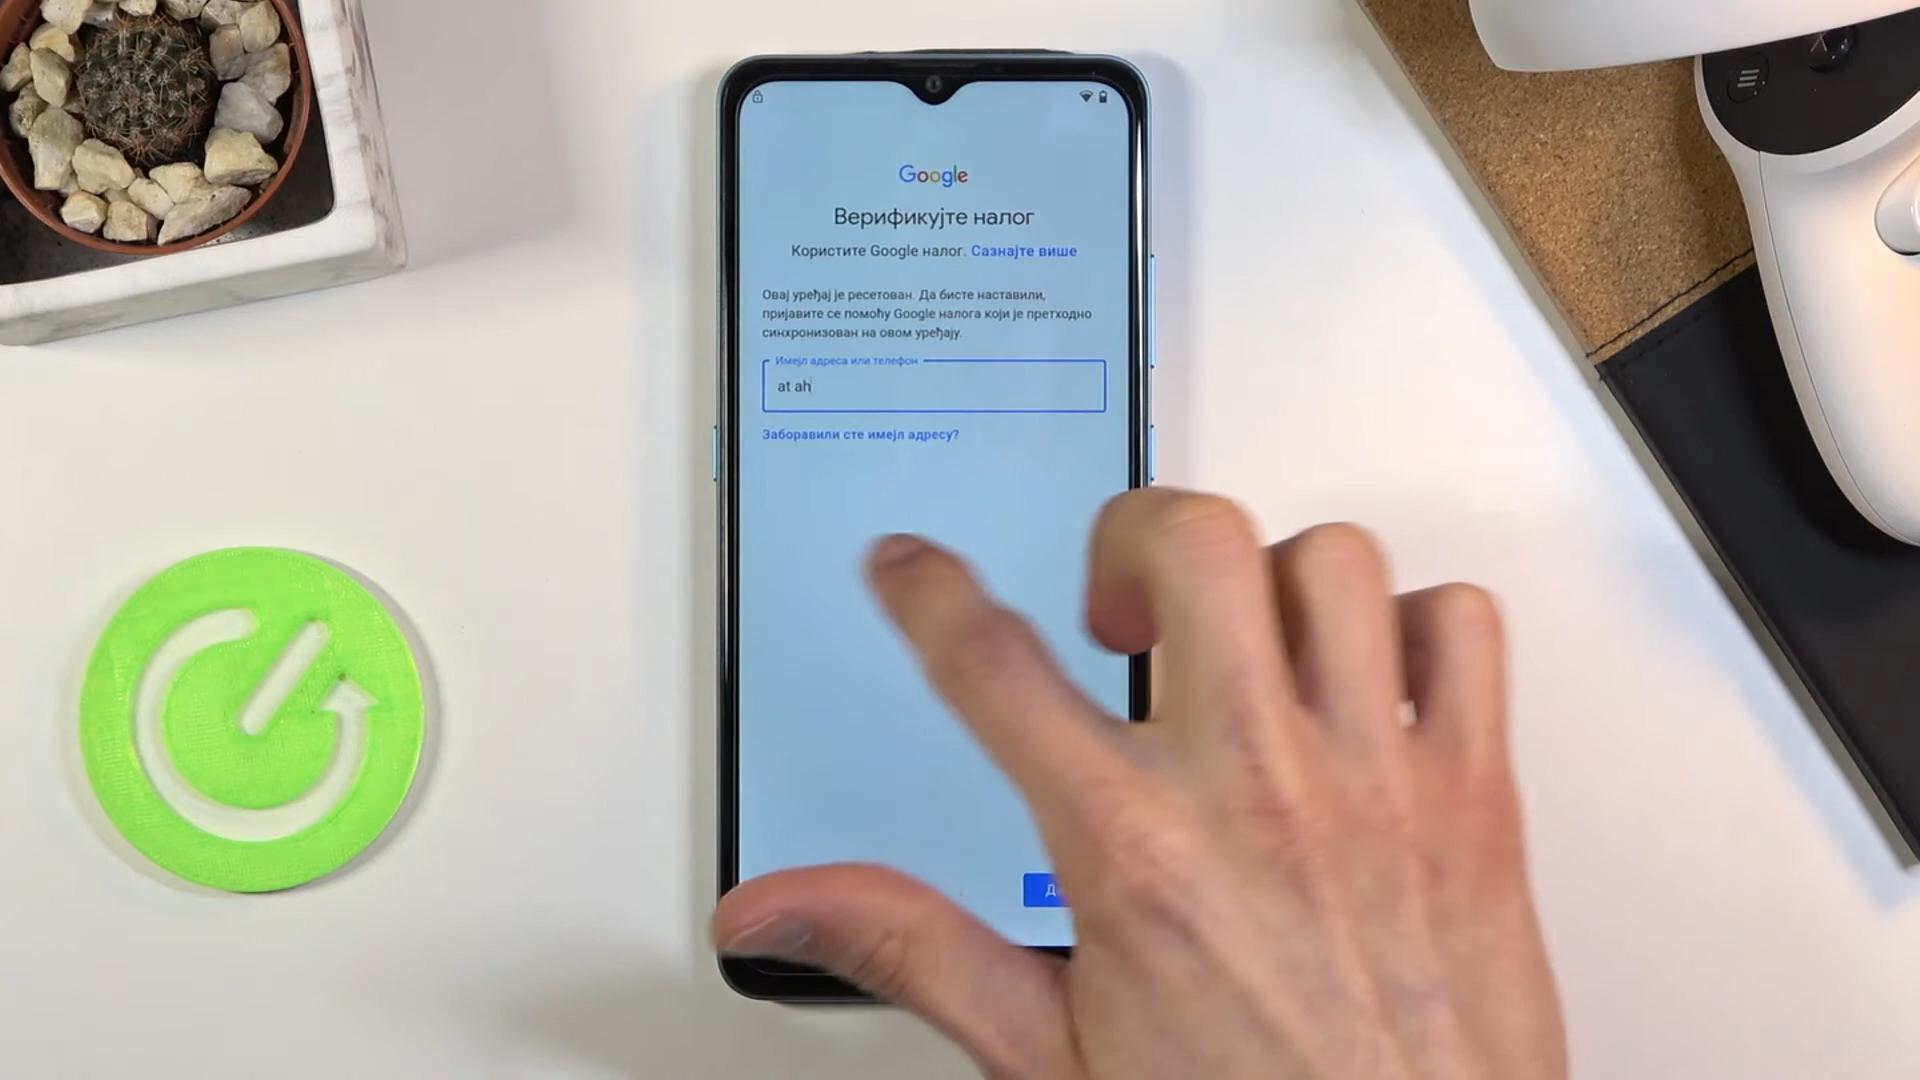 Google
Верификујте налог
Користите Google налог. Сазнајте више
Овај уређај је ресетован. Да бисте наставили,
пријавите се помоћу Google налога који је претходно
синхронизован на овом уређају.
Имејл адреса или телефон
at ah
Заборавили сте имејл адресу?